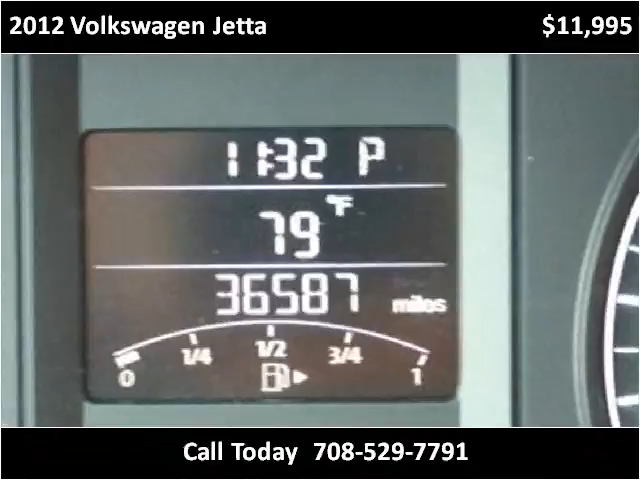 2012 Volkswagen Jetta $11,995
11:32 P
79 °F
36587 miles
0 1/4 1/2 3/4 1
Call Today 708-529-7791